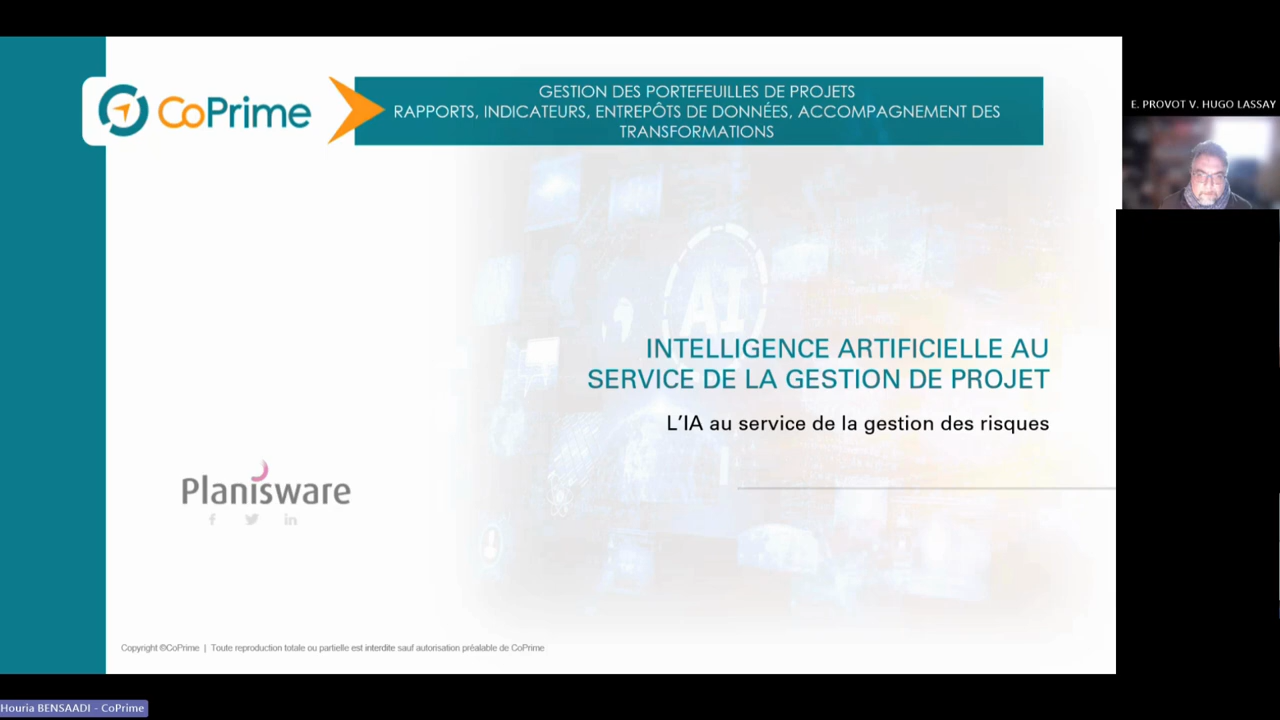 CoPrime
GESTION DES PORTEFEUILLES DE PROJETS
RAPPORTS, INDICATEURS, ENTREPÔTS DE DONNÉES, ACCOMPAGNEMENT DES
TRANSFORMATIONS
E. PROVOT V. HUGO LASSAY
AI
INTELLIGENCE ARTIFICIELLE AU
SERVICE DE LA GESTION DE PROJET
L'IA au service de la gestion des risques
Planisware
Copyright ©CoPrime | Toute reproduction totale ou partielle est interdite sauf autorisation préalable de CoPrime
Houria BENSAADI - CoPrime